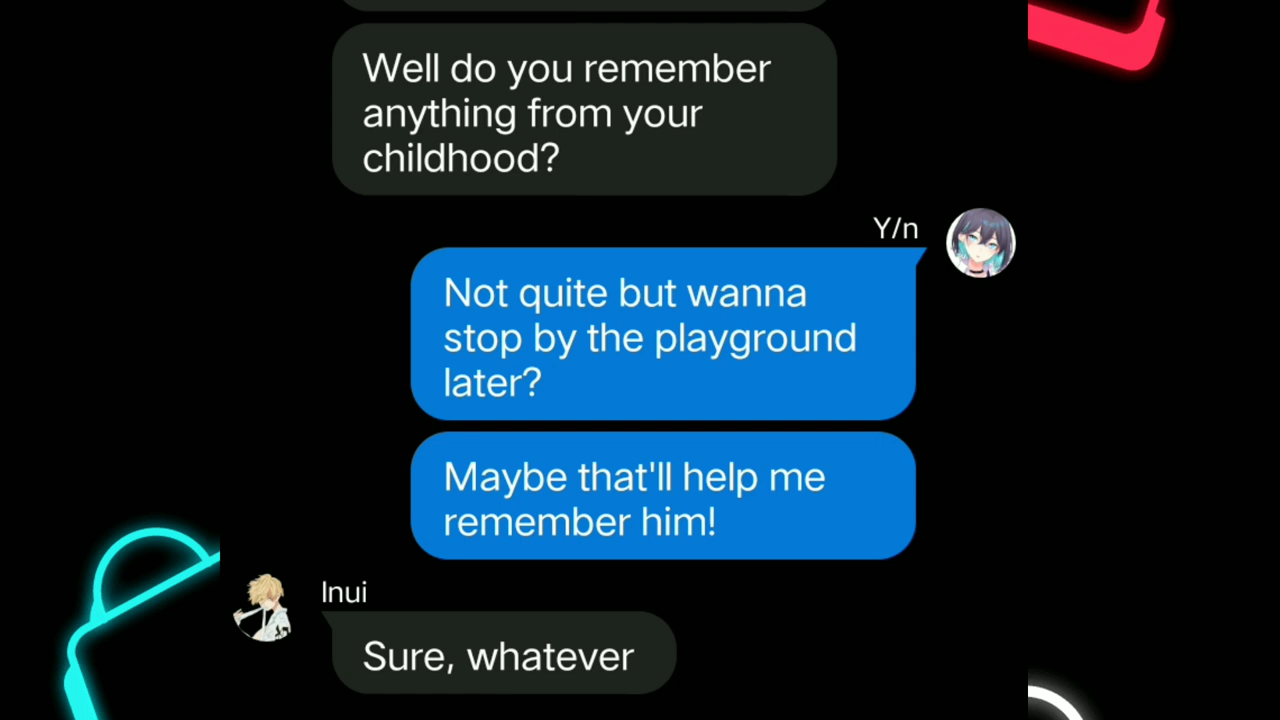 Well do you remember
anything from your
childhood?
Y/n
Not quite but wanna
stop by the playground
later?
Maybe that'll help me
remember him!
Inui
Sure, whatever